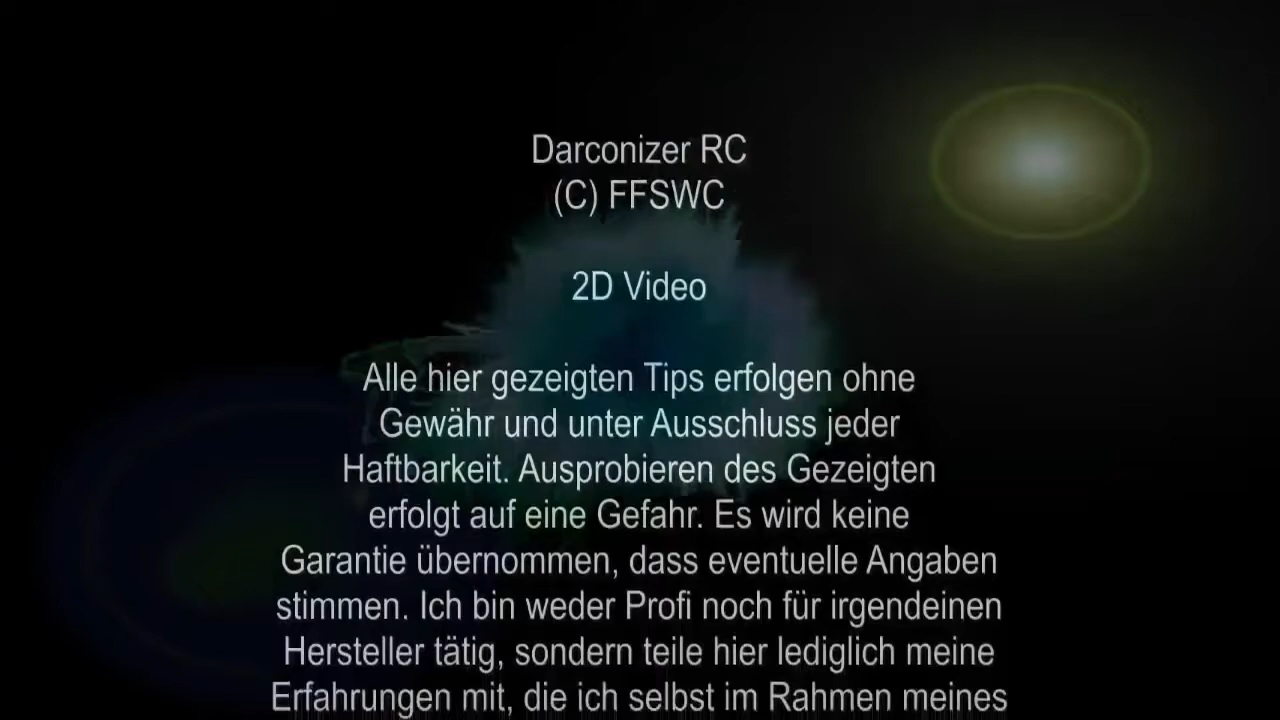 Darconizer RC
(C) FFSWC
2D Video
Alle hier gezeigten Tips erfolgen ohne
Gewähr und unter Ausschluss jeder
Haftbarkeit. Ausprobieren des Gezeigten
erfolgt auf eine Gefahr. Es wird keine
Garantie übernommen, dass eventuelle Angaben
stimmen. Ich bin weder Profi noch für irgendeinen
Hersteller tätig, sondern teile hier lediglich meine
Erfahrungen mit, die ich selbst im Rahmen meines